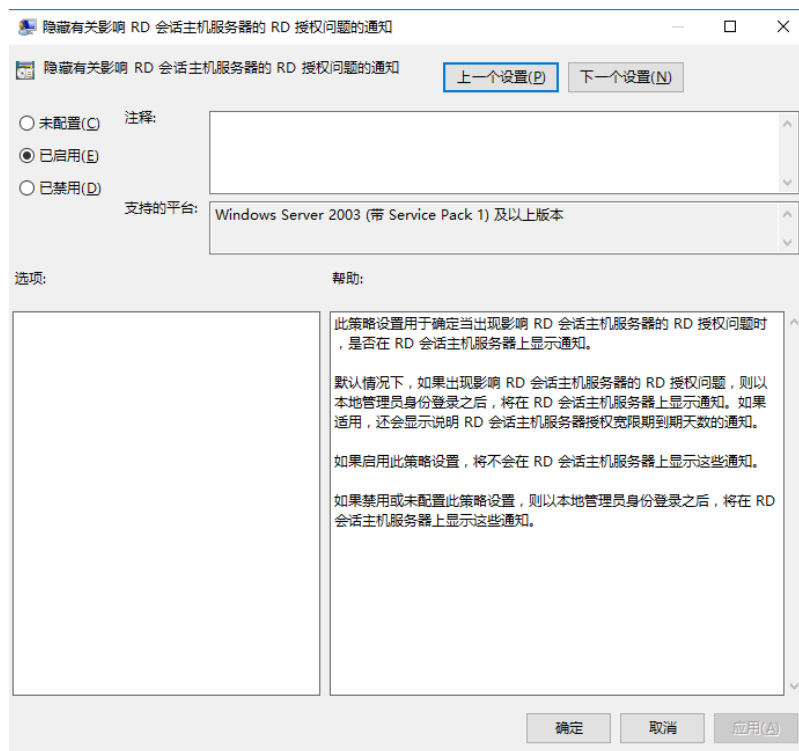 隐藏有关影响 RD 会话主机服务器的 RD 授权问题的通知
隐藏有关影响 RD 会话主机服务器的 RD 授权问题的通知
上一个设置(P)
下一个设置(N)
未配置(C)
注释:
已启用(E)
已禁用(D)
支持的平台:
Windows Server 2003 (带 Service Pack 1) 及以上版本
选项:
帮助:
此策略设置用于确定当出现影响 RD 会话主机服务器的 RD 授权问题时
，是否在 RD 会话主机服务器上显示通知。
默认情况下，如果出现影响 RD 会话主机服务器的 RD 授权问题，则以
本地管理员身份登录之后，将在 RD 会话主机服务器上显示通知。如果
适用，还会显示说明 RD 会话主机服务器授权宽限期到期天数的通知。
如果启用此策略设置，将不会在 RD 会话主机服务器上显示这些通知。
如果禁用或未配置此策略设置，则以本地管理员身份登录之后，将在 RD
会话主机服务器上显示这些通知。
确定
取消
应用(A)